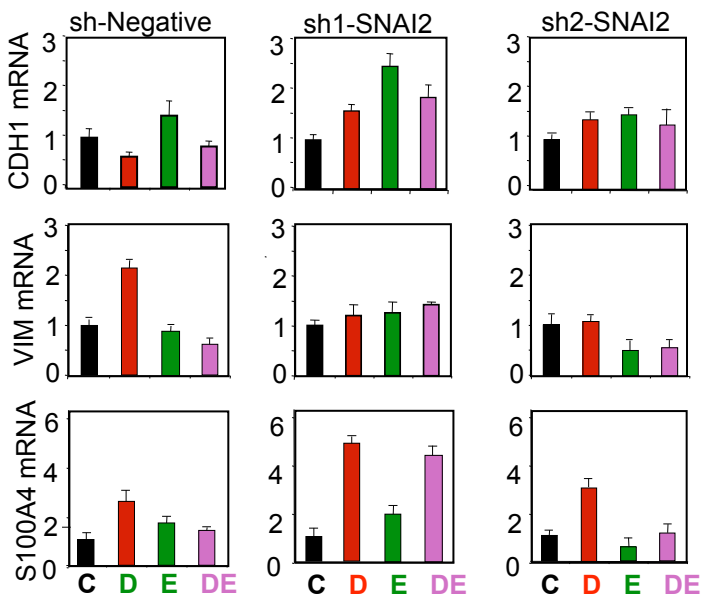 sh-Negative sh1-SNAI2 sh2-SNAI2
CDH1 mRNA
3 3 3
2 2 2
1 1 1
0 0 0
VIM mRNA
3 3 3
2 2 2
1 1 1
0 0 0
S100A4 mRNA
6 6 6
4 4 4
2 2 2
0 0 0
C D E DE C D E DE C D E DE